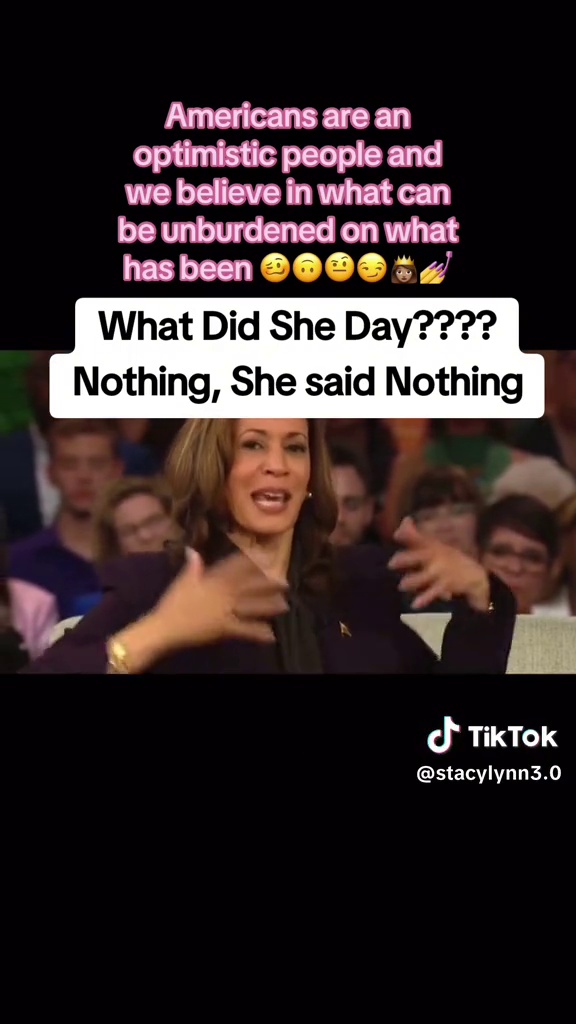 Americans are an
optimistic people and
we believe in what can
be unburdened on what
has been 🥴🙃🤨😏👸🏽💅
What Did She Day????
Nothing, She said Nothing
TikTok
@stacylynn3.0